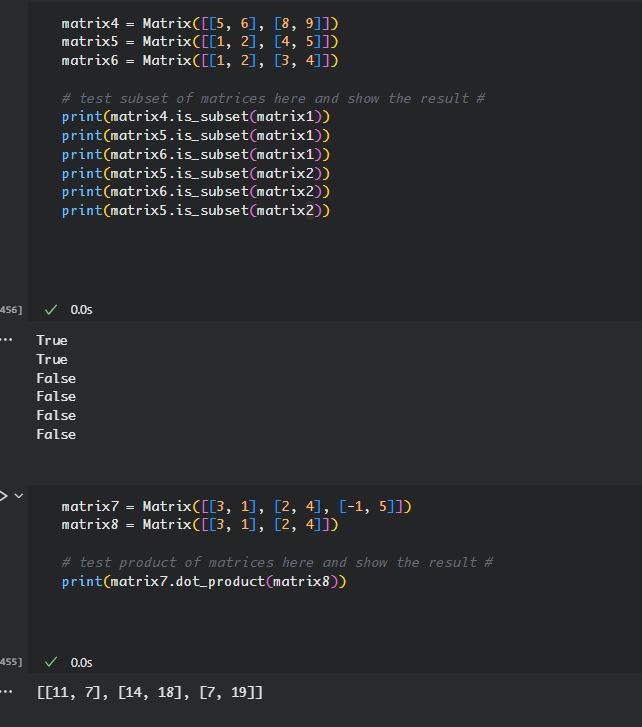 matrix4 = Matrix([[5, 6], [8, 9]])
matrix5 = Matrix([[1, 2], [4, 5]])
matrix6 = Matrix([[1, 2], [3, 4]])
# test subset of matrices here and show the result #
print(matrix4.is_subset(matrix1))
print(matrix5.is_subset(matrix1))
print(matrix6.is_subset(matrix1))
print(matrix5.is_subset(matrix2))
print(matrix6.is_subset(matrix2))
print(matrix5.is_subset(matrix2))
456] ✓ 0.0s
... True
True
False
False
False
False
matrix7 = Matrix([[3, 1], [2, 4], [-1, 5]])
matrix8 = Matrix([[3, 1], [2, 4]])
# test product of matrices here and show the result #
print(matrix7.dot_product(matrix8))
455] ✓ 0.0s
... [[11, 7], [14, 18], [7, 19]]